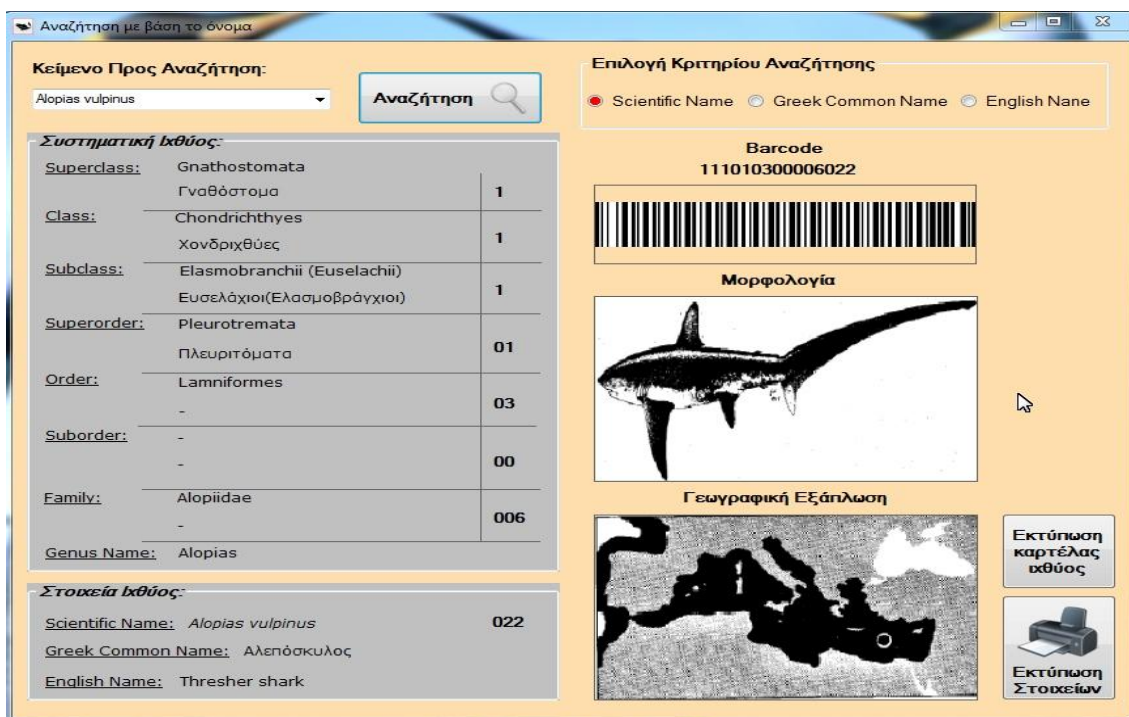 Αναζήτηση με βάση το όνομα
Κείμενο Προς Αναζήτηση:
Alopias vulpinus
Αναζήτηση
Επιλογή Κριτηρίου Αναζήτησης
Scientific Name Greek Common Name English Nane
Συστηματική Ιχθύος:
Superclass: Gnathostomata
Γναθόστομα 1
Class: Chondrichthyes
Χονδριχθύες 1
Subclass: Elasmobranchii (Euselachii)
Ευσελάχιοι(Ελασμοβράγχιοι) 1
Superorder: Pleurotremata
Πλευριτόματα 01
Order: Lamniformes
- 03
Suborder: -
- 00
Family: Alopiidae
- 006
Genus Name: Alopias
Στοιχεία Ιχθύος:
Scientific Name: Alopias vulpinus 022
Greek Common Name: Αλεπόσκυλος
English Name: Thresher shark
Barcode
111010300006022
Μορφολογία
Γεωγραφική Εξάπλωση
Εκτύπωση
καρτέλας
ιχθύος
Εκτύπωση
Στοιχείων